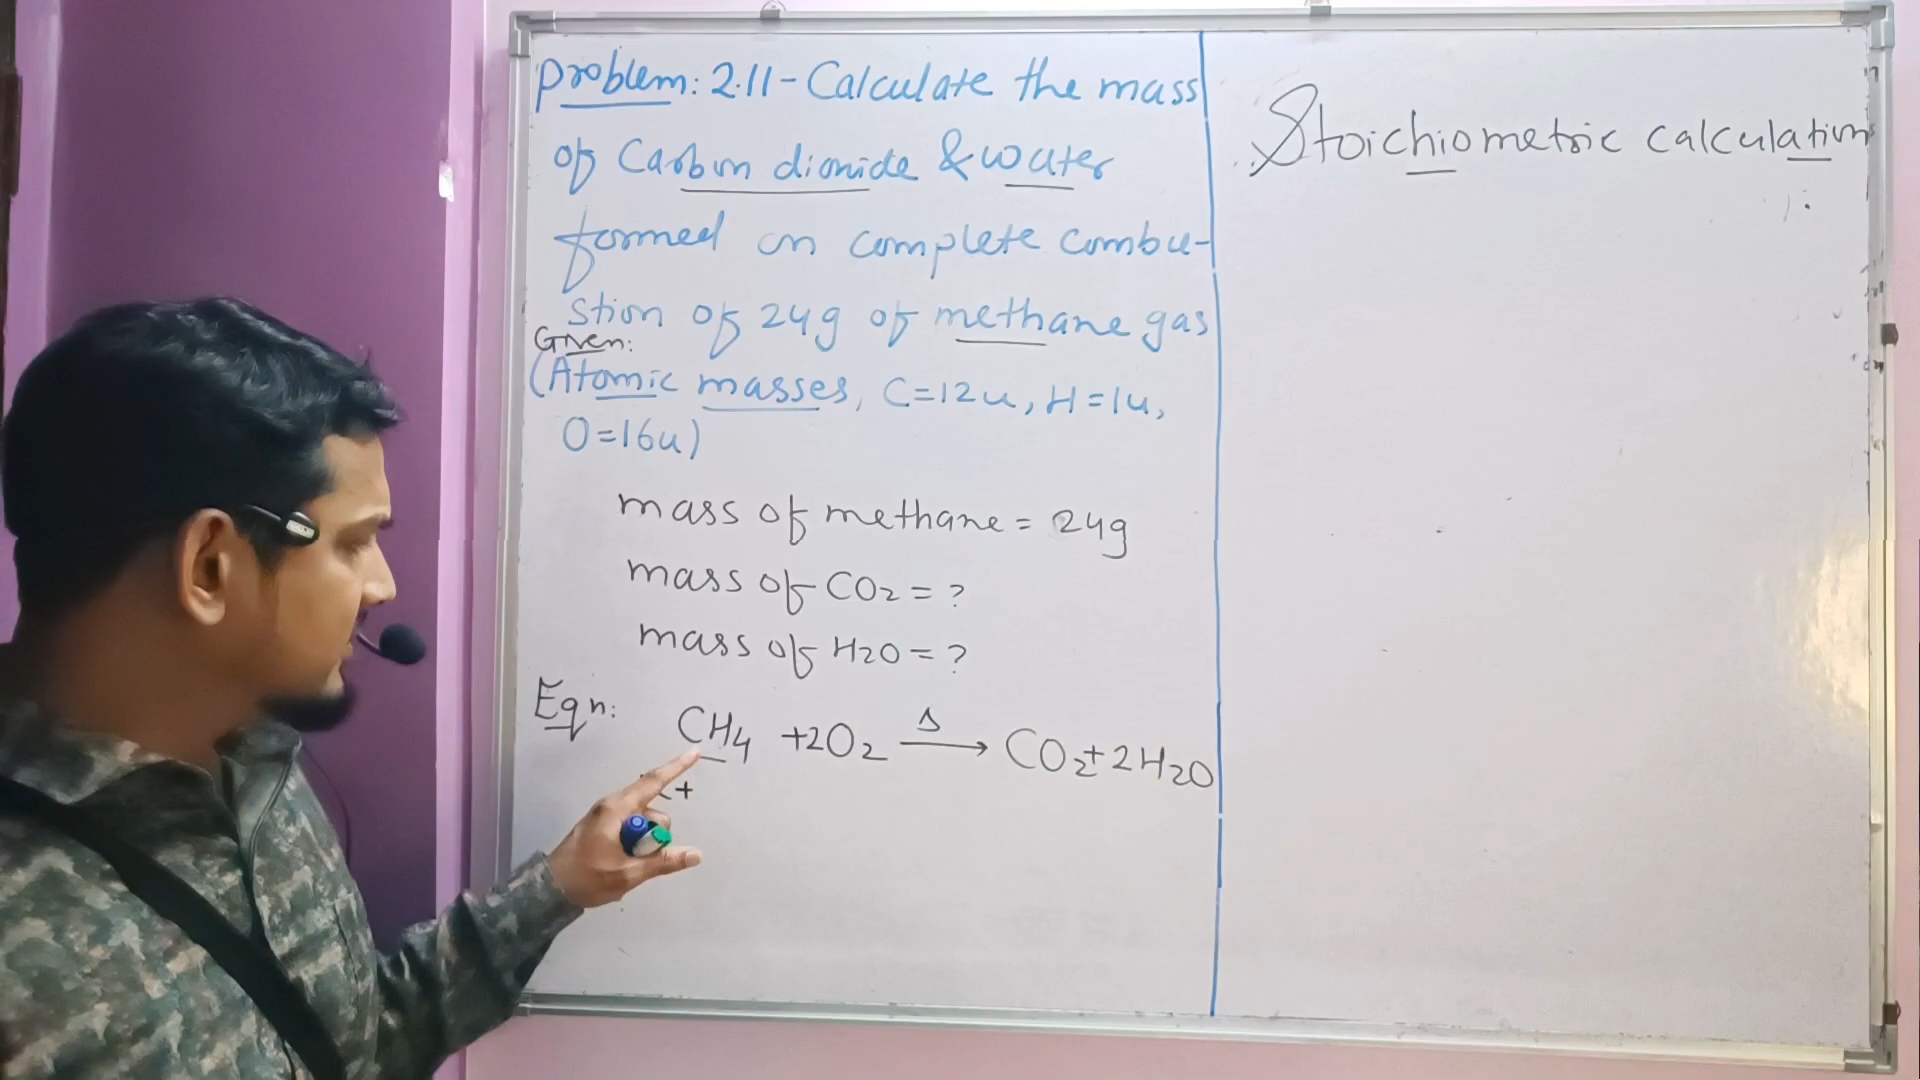 Problem: 2.11 - Calculate the mass
of Carbon dioxide & water
formed on complete combu-
stion of 24g of methane gas
Given:
(Atomic masses, C=12u, H=1u,
O=16u)
mass of methane = 24g
mass of CO2 = ?
mass of H2O = ?
Eqn: CH4 +2O2 Δ→ CO2+2H2O
+
Stoichiometric calculation